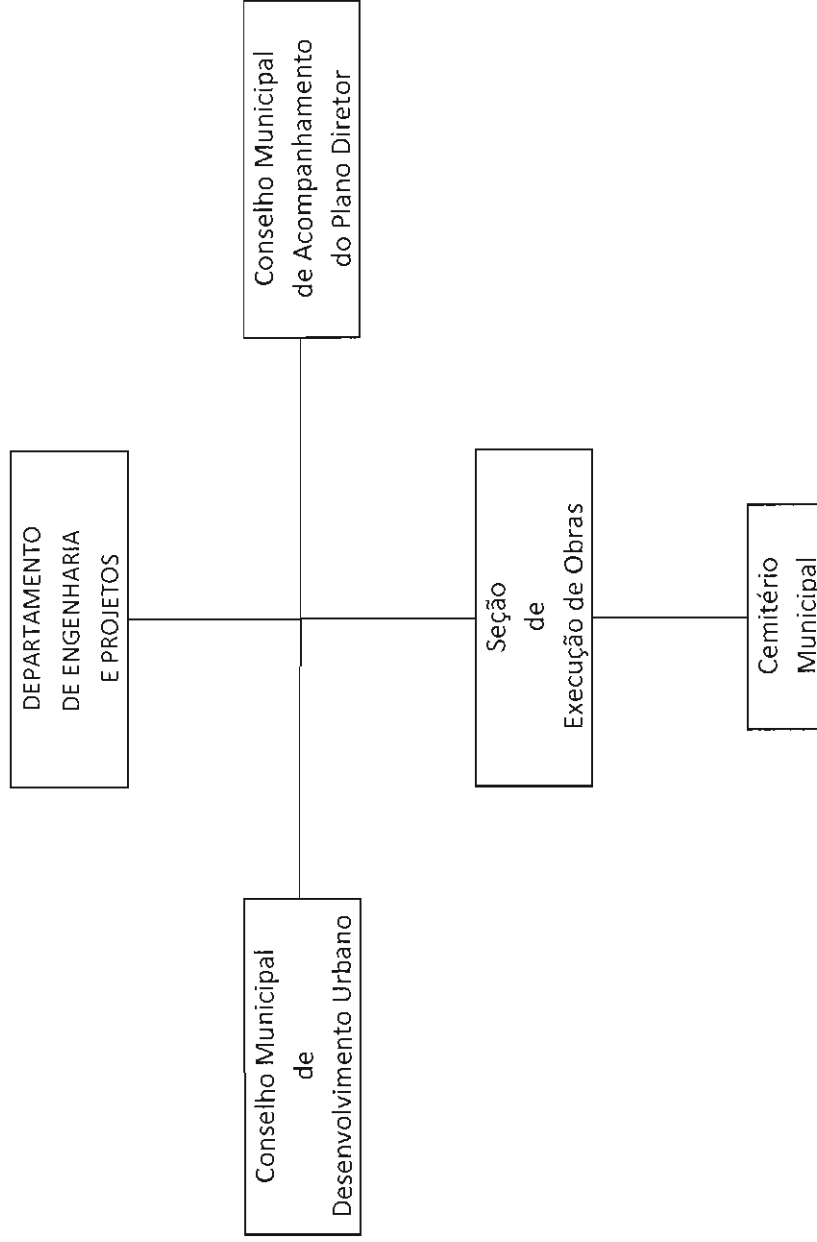 DEPARTAMENTO
DE ENGENHARIA
E PROJETOS
Conselho Municipal
de
Desenvolvimento Urbano
Conselho Municipal
de Acompanhamento
do Plano Diretor
Seção
de
Execução de Obras
Cemitério
Municipal